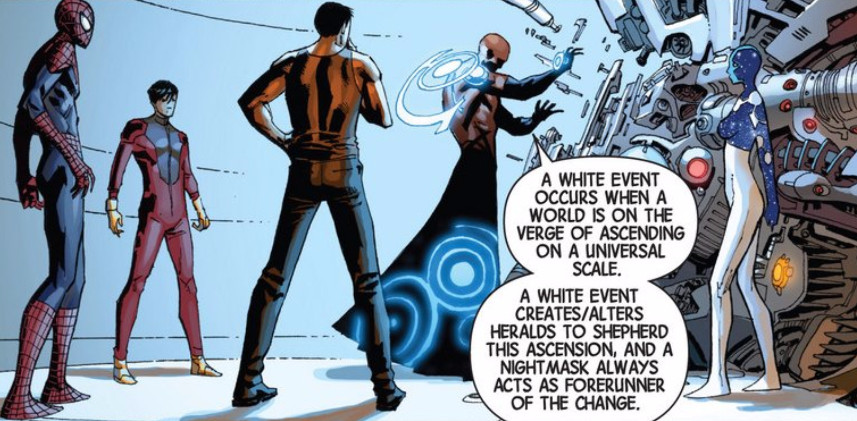 A WHITE EVENT
OCCURS WHEN A
WORLD IS ON THE
VERGE OF ASCENDING
ON A UNIVERSAL
SCALE.
A WHITE EVENT
CREATES/ALTERS
HERALDS TO SHEPHERD
THIS ASCENSION, AND A
NIGHTMASK ALWAYS
ACTS AS FORERUNNER
OF THE CHANGE.